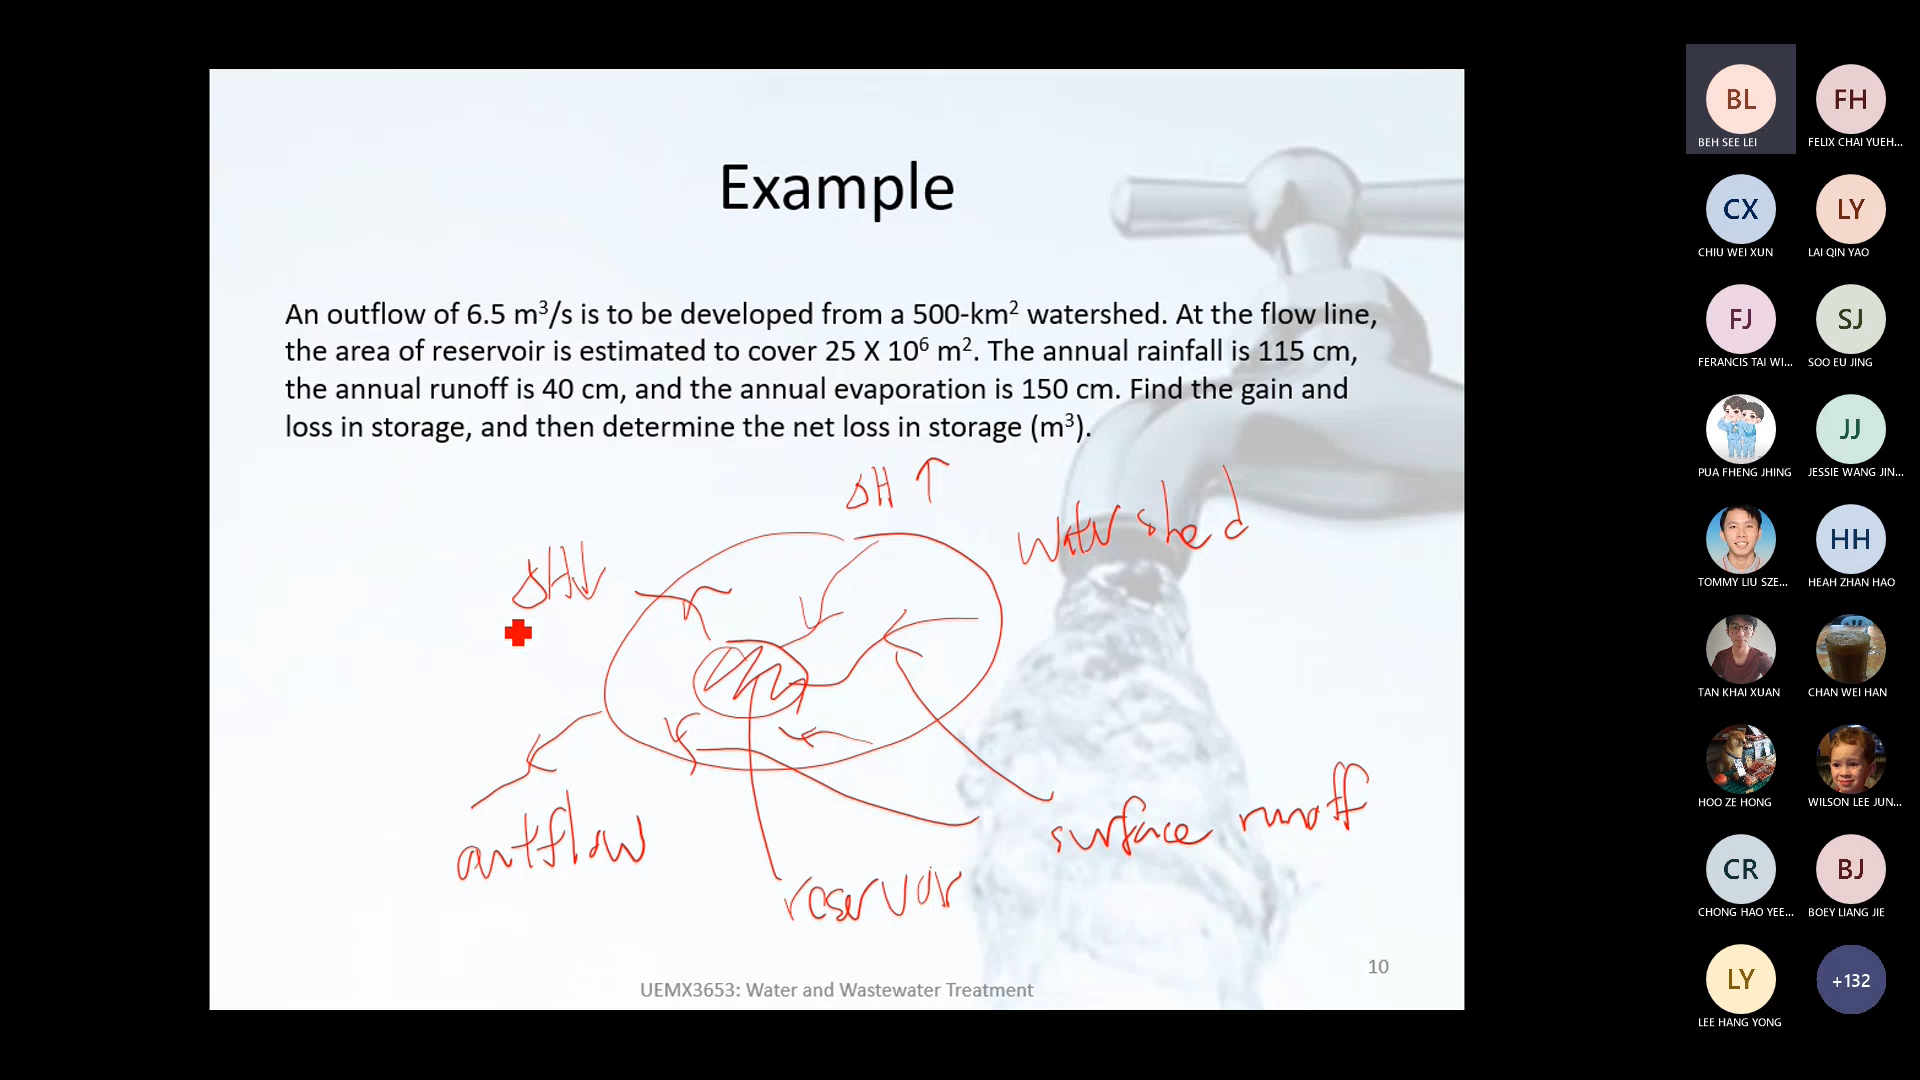 Example
An outflow of 6.5 m³/s is to be developed from a 500-km² watershed. At the flow line,
the area of reservoir is estimated to cover 25 X 10⁶ m². The annual rainfall is 115 cm,
the annual runoff is 40 cm, and the annual evaporation is 150 cm. Find the gain and
loss in storage, and then determine the net loss in storage (m³).
ΔH ↑
watershed
ΔH↓
outflow
surface runoff
reservoir
10
UEMX3653: Water and Wastewater Treatment
BL
BEH SEE LEI
FH
FELIX CHAI YUEH...
CX
CHIU WEI XUN
LY
LAI QIN YAO
FJ
FERANCIS TAI WI...
SJ
SOO EU JING
PUA FHENG JHING
JJ
JESSIE WANG JIN...
TOMMY LIU SZE...
HH
HEAH ZHAN HAO
TAN KHAI XUAN
CHAN WEI HAN
HOO ZE HONG
WILSON LEE JUN...
CR
CHONG HAO YEE...
BJ
BOEY LIANG JIE
LY
LEE HANG YONG
+132